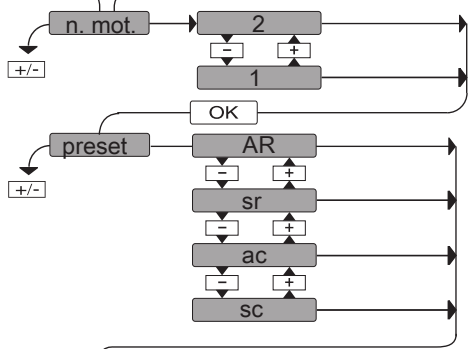 n. mot. 2
- +
+/- 1
OK
preset AR
- +
+/- sr
- +
ac
- +
sc